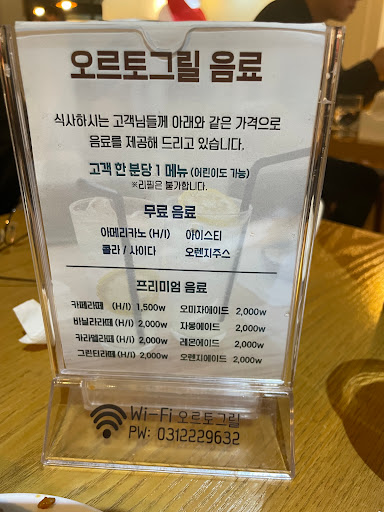 오르토그릴 음료
식사하시는 고객님들께 아래와 같은 가격으로
음료를 제공해 드리고 있습니다.
고객 한 분당 1 메뉴 (어린이도 가능)
※리필은 불가합니다.
무료 음료
아메리카노 (H/I) 아이스티
콜라 / 사이다 오렌지주스
프리미엄 음료
카페라떼 (H/I) 1,500w 오미자에이드 2,000w
바닐라라떼 (H/I) 2,000w 자몽에이드 2,000w
카라멜라떼 (H/I) 2,000w 레몬에이드 2,000w
그린티라떼 (H/I) 2,000w 오렌지에이드 2,000w
Wi-Fi 오르토그릴
PW: 0312229632